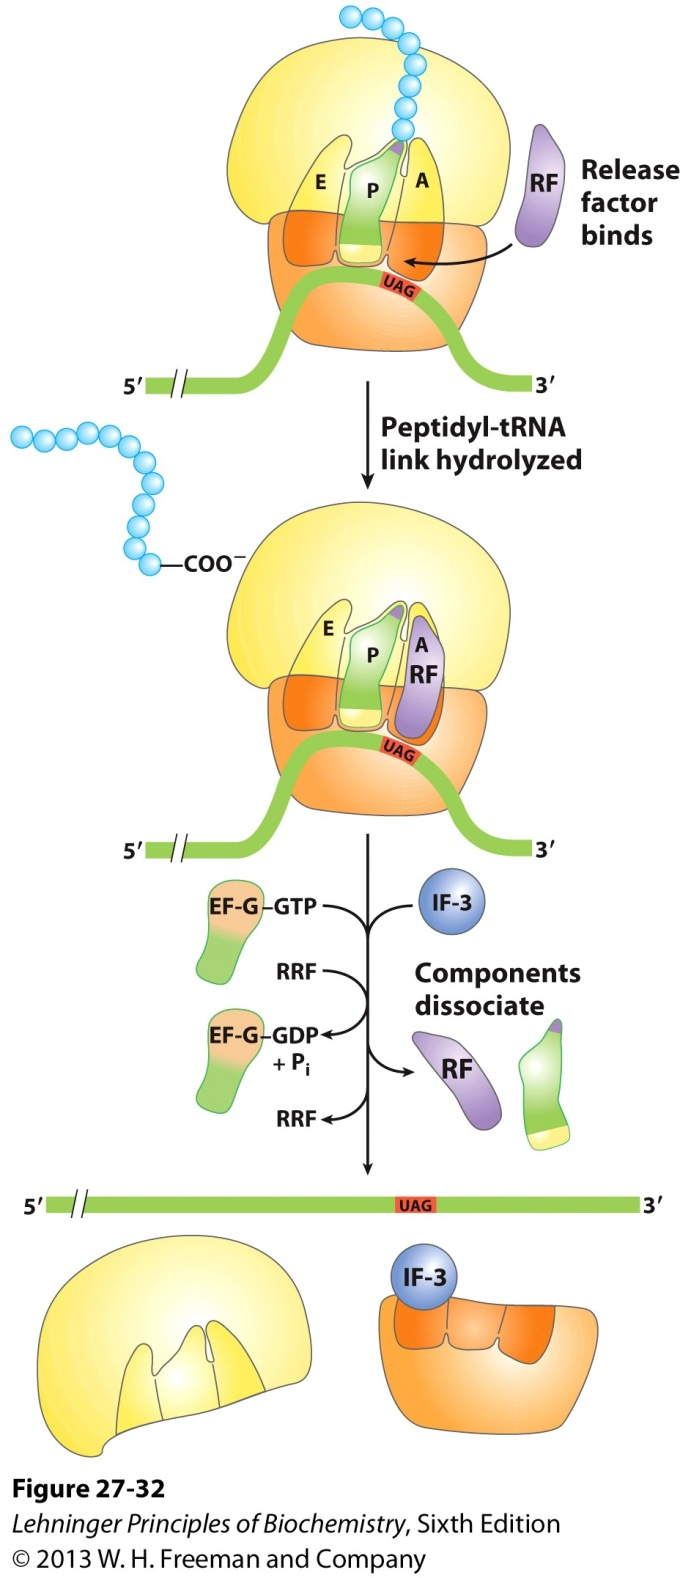 E
P
A
RF
Release
factor
binds
UAG
5′
3′
Peptidyl-tRNA
link hydrolyzed
COO⁻
E
P
A
RF
UAG
5′
3′
EF-G
GTP
IF-3
RRF
Components
dissociate
EF-G
GDP
+ Pᵢ
RF
RRF
5′
UAG
3′
IF-3
Figure 27-32
Lehninger Principles of Biochemistry, Sixth Edition
© 2013 W. H. Freeman and Company